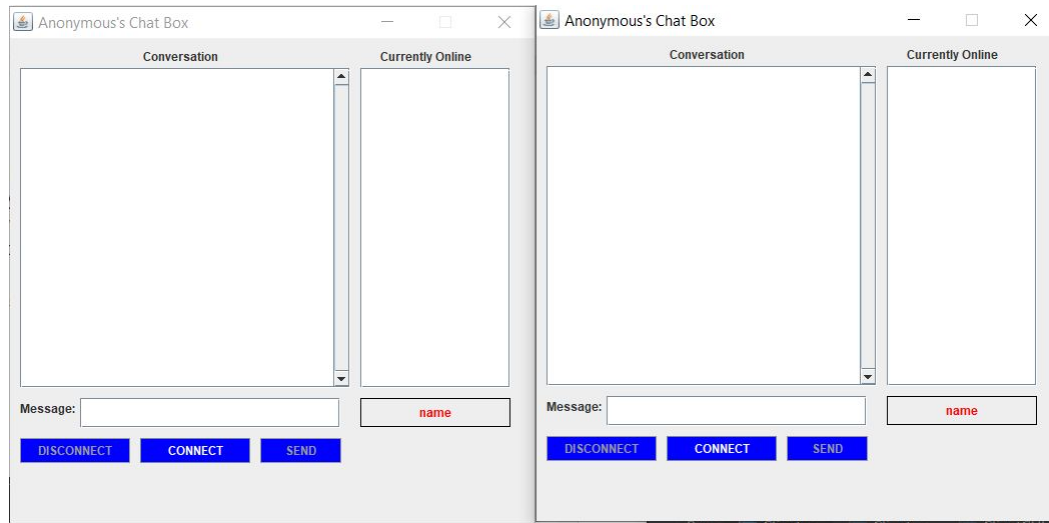 Anonymous's Chat Box
Conversation
Currently Online
Message:
name
DISCONNECT
CONNECT
SEND
Anonymous's Chat Box
Conversation
Currently Online
Message:
name
DISCONNECT
CONNECT
SEND